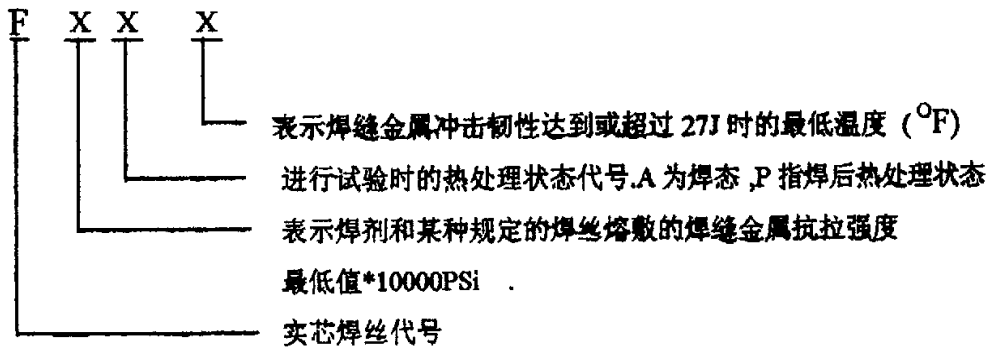 F X X X
表示焊缝金属冲击韧性达到或超过 27J 时的最低温度 (°F)
进行试验时的热处理状态代号.A 为焊态 ,P 指焊后热处理状态
表示焊剂和某种规定的焊丝熔敷的焊缝金属抗拉强度
最低值*10000PSi .
实芯焊丝代号